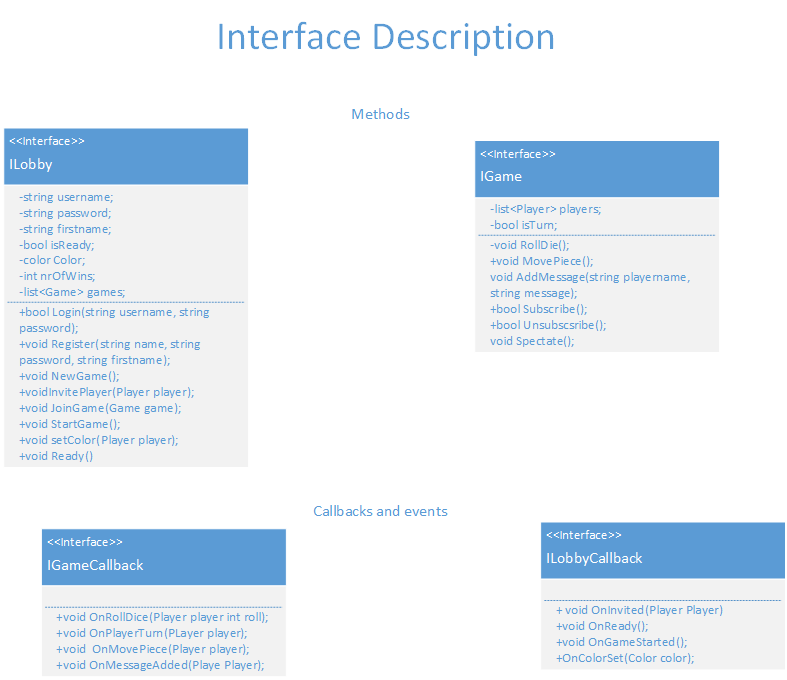 Interface Description
Methods
<<Interface>>
ILobby
-string username;
-string password;
-string firstname;
-bool isReady;
-color Color;
-int nrOfWins;
-list<Game> games;
+bool Login(string username, string
password);
+void Register(string name, string
password, string firstname);
+void NewGame();
+voidInvitePlayer(Player player);
+void JoinGame(Game game);
+void StartGame();
+void setColor(Player player);
+void Ready()
<<Interface>>
IGame
-list<Player> players;
-bool isTurn;
-void RollDie();
+void MovePiece();
void AddMessage(string playername,
string message);
+bool Subscribe();
+bool Unsubscsribe();
void Spectate();
Callbacks and events
<<Interface>>
IGameCallback
+void OnRollDice(Player player int roll);
+void OnPlayerTurn(PLayer player);
+void  OnMovePiece(Player player);
+void OnMessageAdded(Playe Player);
<<Interface>>
ILobbyCallback
+ void OnInvited(Player Player)
+void OnReady();
+void OnGameStarted();
+OnColorSet(Color color);